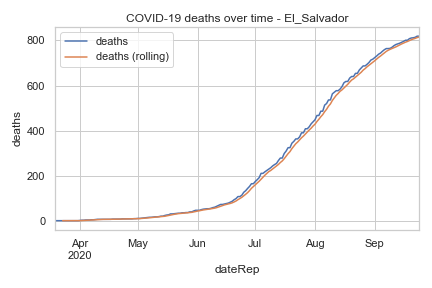 COVID-19 deaths over time - El_Salvador
deaths
deaths (rolling)
800
600
400
200
0
deaths
Apr
2020
May
Jun
Jul
Aug
Sep
dateRep